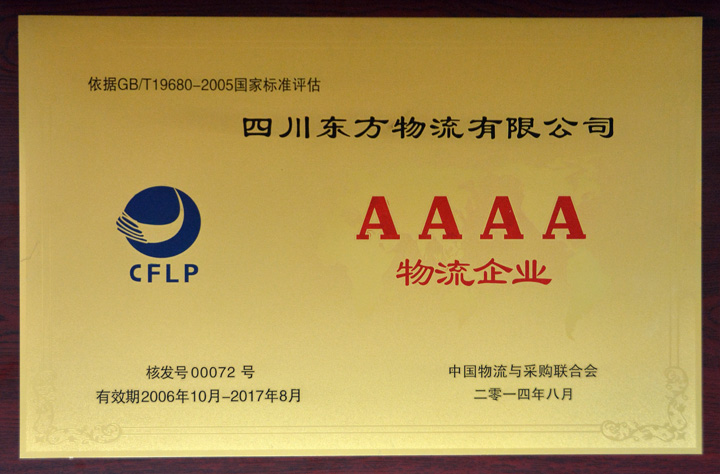 依据GB/T19680-2005国家标准评估
四川东方物流有限公司
AAAA
CFLP
物流企业
核发号00072 号
中国物流与采购联合会
有效期2006年10月-2017年8月
二零一四年八月